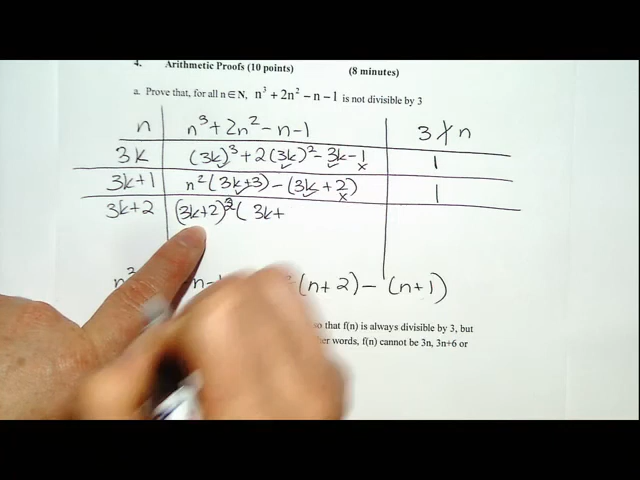 4. Arithmetic Proofs (10 points) (8 minutes)
a. Prove that, for all n ∈ N, n³ + 2n² − n − 1 is not divisible by 3
n n³ + 2n² − n − 1 3 ∤ n
3k (3k)³ + 2(3k)² − 3k − 1 1
3k+1 n²(3k+3) − (3k+2) 1
3k+2 (3k+2)²( 3k+
(n+2) − (n+1)
so that f(n) is always divisible by 3, but
her words, f(n) cannot be 3n, 3n+6 or